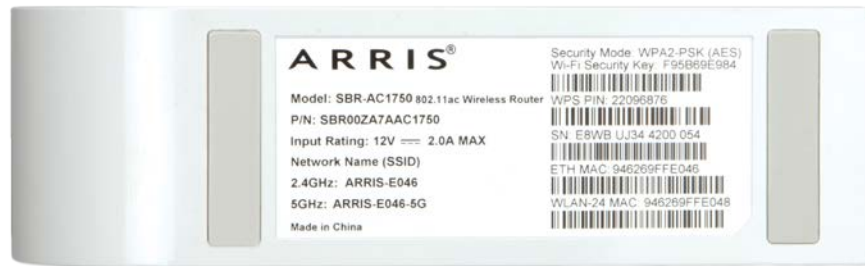 ARRIS®
Model: SBR-AC1750 802.11ac Wireless Router
P/N: SBR00ZA7AAC1750
Input Rating: 12V ⎓ 2.0A MAX
Network Name (SSID)
2.4GHz: ARRIS-E046
5GHz: ARRIS-E046-5G
Made in China
Security Mode: WPA2-PSK (AES)
Wi-Fi Security Key: F95B69E984
WPS PIN: 22096876
SN: E8WB UJ34 4200 054
ETH MAC: 946269FFE046
WLAN-24 MAC: 946269FFE048